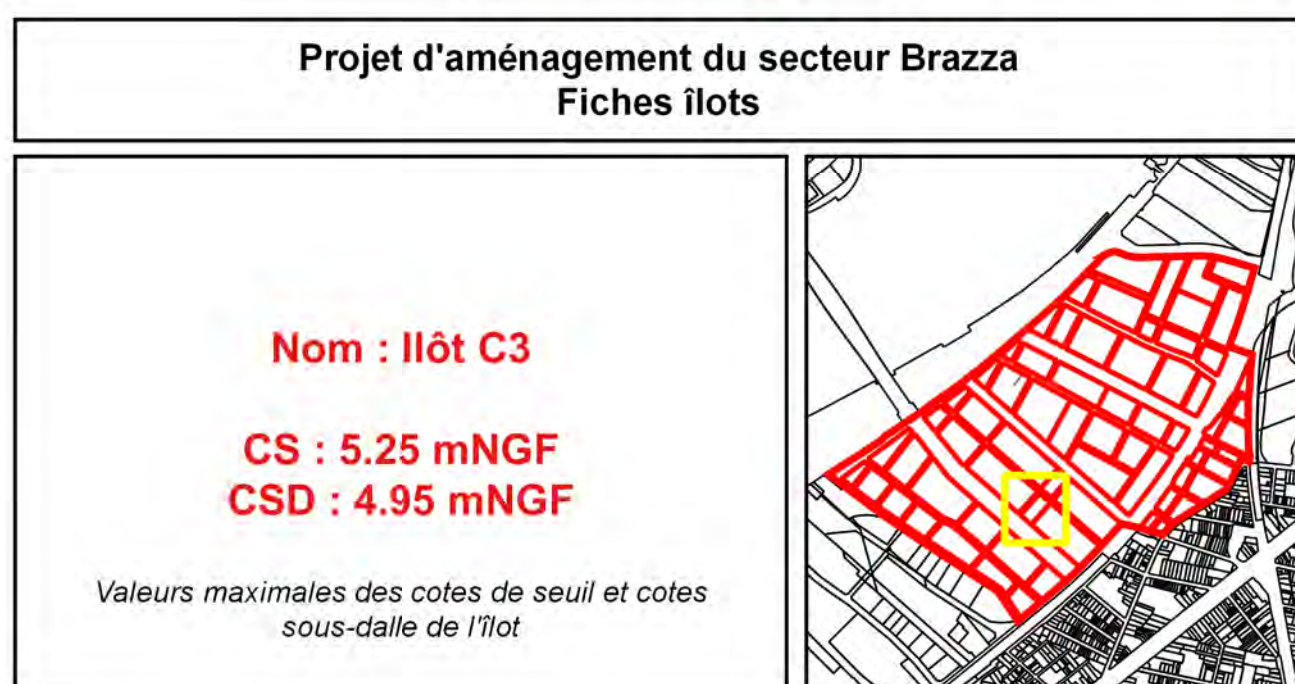 Projet d'aménagement du secteur Brazza
Fiches îlots
Nom : Ilôt C3
CS : 5.25 mNGF
CSD : 4.95 mNGF
Valeurs maximales des cotes de seuil et cotes
sous-dalle de l'îlot